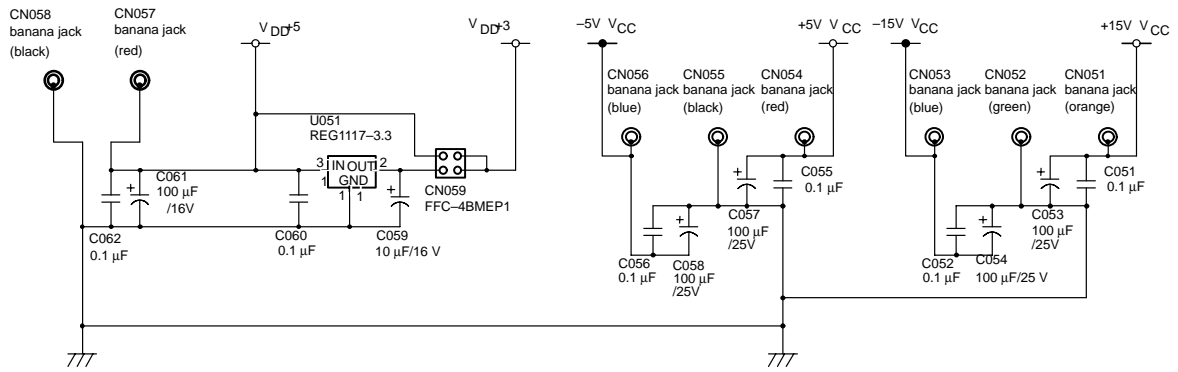 CN058
banana jack
(black)
CN057
banana jack
(red)
V DD+5
V DD+3
U051
REG1117–3.3
3
IN OUT
2
1
GND
1
1
CN059
FFC–4BMEP1
C061
+
100 µF
/16V
C062
0.1 µF
C060
0.1 µF
+
C059
10 µF/16 V
–5V VCC
+5V VCC
CN056
banana jack
(blue)
CN055
banana jack
(black)
CN054
banana jack
(red)
+
C055
0.1 µF
C057
100 µF
/25V
+
C056
0.1 µF
C058
100 µF
/25V
–15V VCC
+15V VCC
CN053
banana jack
(blue)
CN052
banana jack
(green)
CN051
banana jack
(orange)
+
C051
0.1 µF
C053
100 µF
/25V
+
C052
0.1 µF
C054
100 µF/25 V